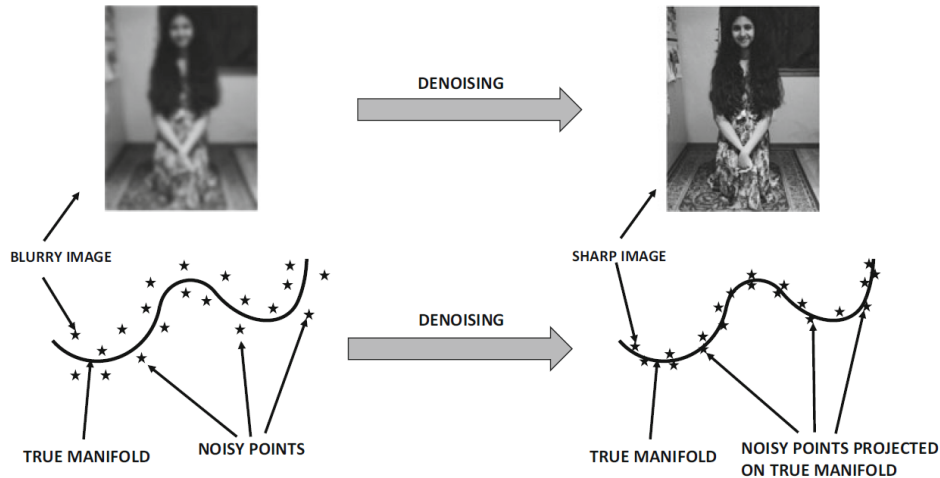 DENOISING
BLURRY IMAGE
SHARP IMAGE
DENOISING
TRUE MANIFOLD
NOISY POINTS
TRUE MANIFOLD
NOISY POINTS PROJECTED
ON TRUE MANIFOLD